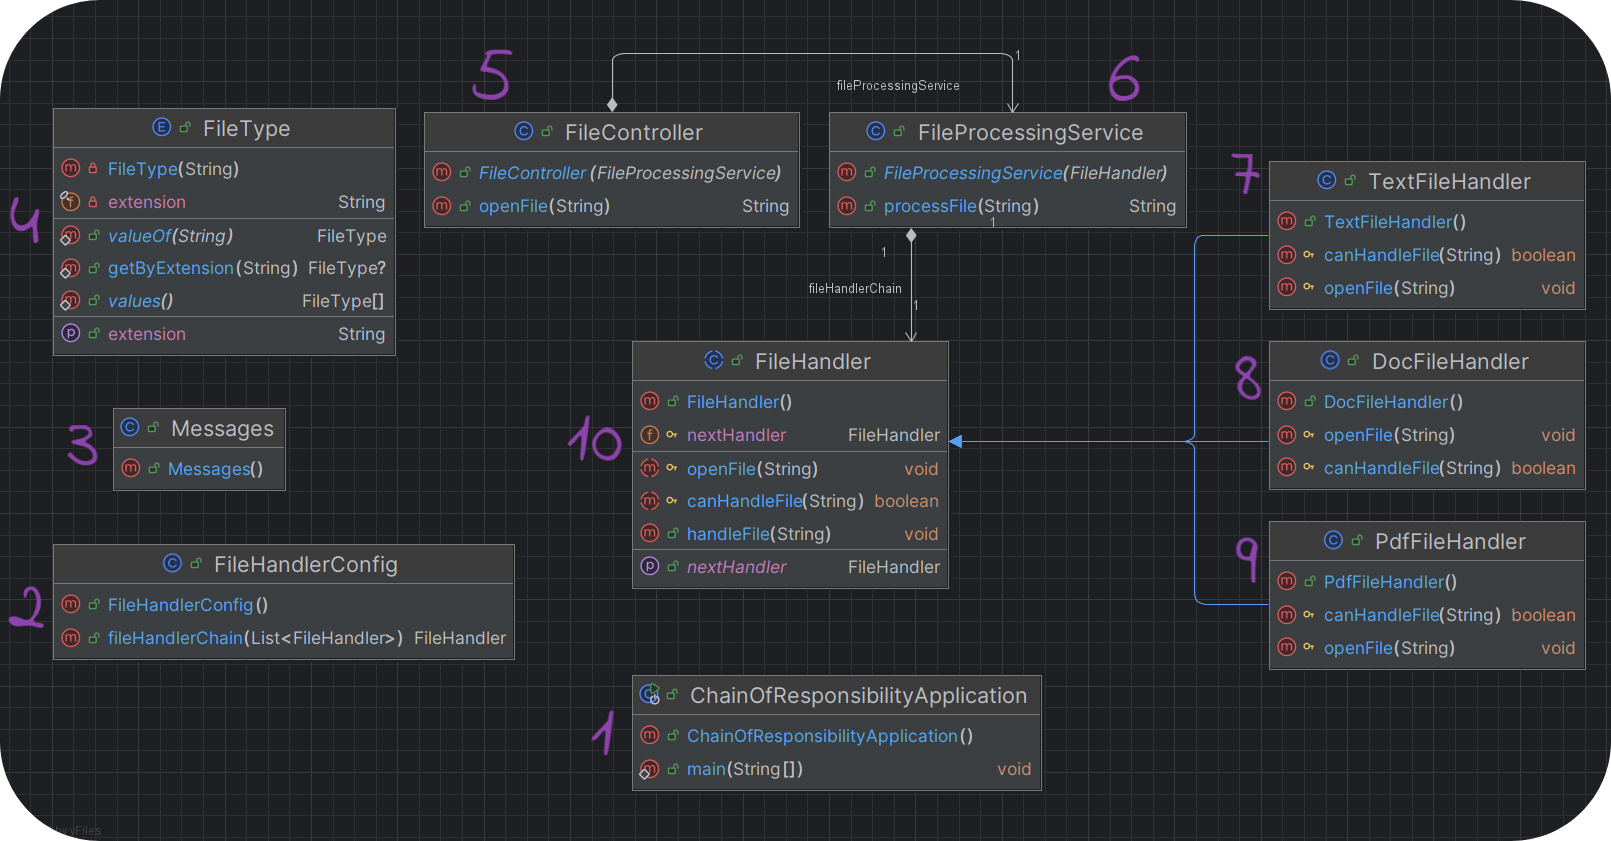 5
1
fileProcessingService
6
4
FileType
FileType(String)
extension String
valueOf(String) FileType
getByExtension(String) FileType?
values() FileType[]
extension String
FileController
FileController(FileProcessingService)
openFile(String) String
FileProcessingService
FileProcessingService(FileHandler)
processFile(String) String
1
1
fileHandlerChain
1
7
TextFileHandler
TextFileHandler()
canHandleFile(String) boolean
openFile(String) void
8
DocFileHandler
DocFileHandler()
openFile(String) void
canHandleFile(String) boolean
3
Messages
Messages()
10
FileHandler
FileHandler()
nextHandler FileHandler
openFile(String) void
canHandleFile(String) boolean
handleFile(String) void
nextHandler FileHandler
9
PdfFileHandler
PdfFileHandler()
canHandleFile(String) boolean
openFile(String) void
2
FileHandlerConfig
FileHandlerConfig()
fileHandlerChain(List<FileHandler>) FileHandler
1
ChainOfResponsibilityApplication
ChainOfResponsibilityApplication()
main(String[]) void
yFiles